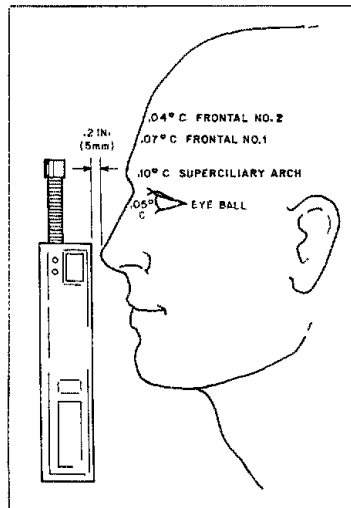 .04° C FRONTAL NO. 2
.2 IN.
(5mm)
.07° C FRONTAL NO.1
.10° C SUPERCILIARY ARCH
.05°
C
EYE BALL